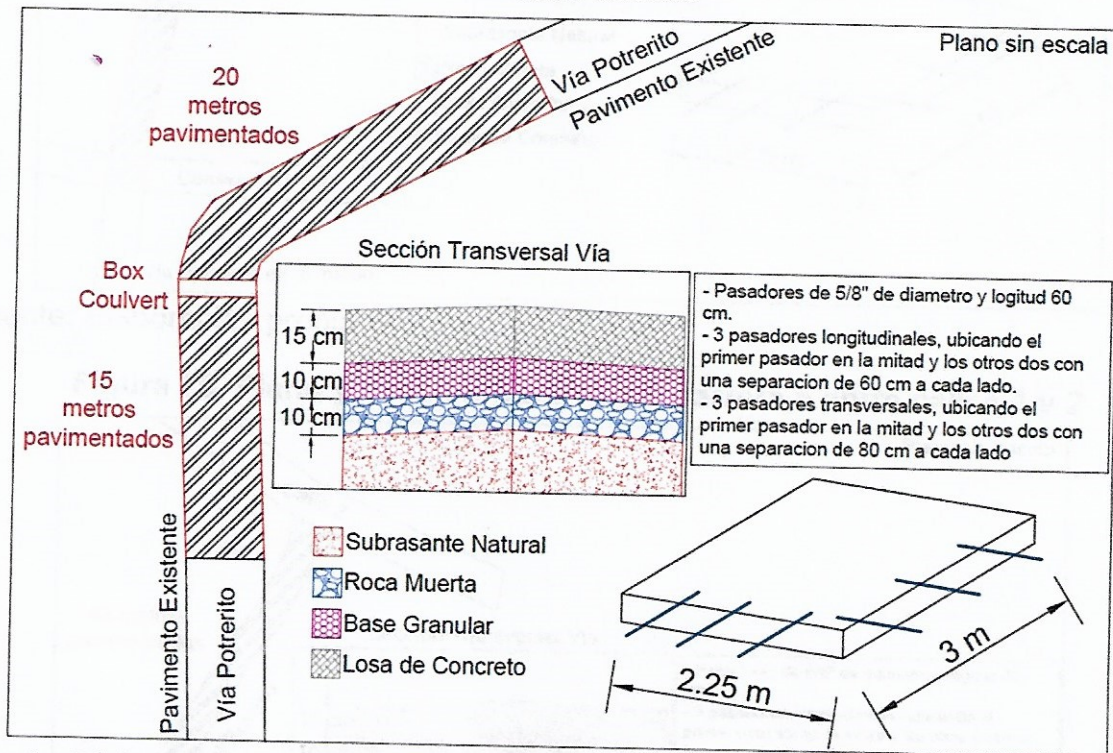 Plano sin escala
Vía Potrerito
Pavimento Existente
20
metros
pavimentados
Sección Transversal Vía
Box
Coulvert
15 cm
10 cm
10 cm
- Pasadores de 5/8" de diametro y logitud 60
cm.
- 3 pasadores longitudinales, ubicando el
primer pasador en la mitad y los otros dos con
una separacion de 60 cm a cada lado.
- 3 pasadores transversales, ubicando el
primer pasador en la mitad y los otros dos con
una separacion de 80 cm a cada lado
15
metros
pavimentados
Subrasante Natural
Roca Muerta
Base Granular
Losa de Concreto
Pavimento Existente
Vía Potrerito
2.25 m
3 m